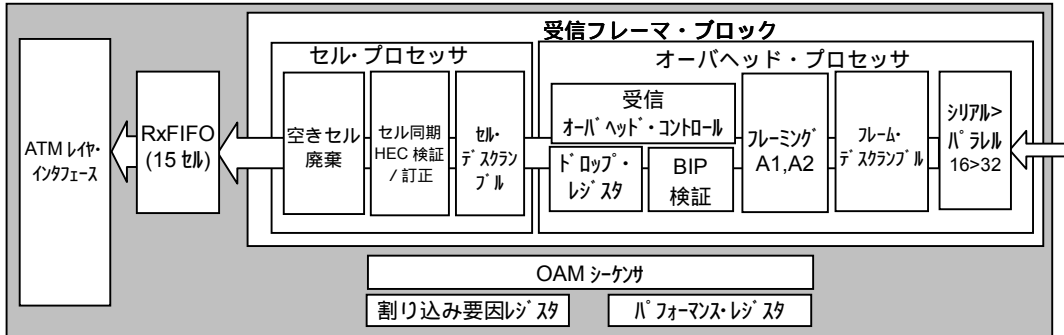 受信フレーマ・ブロック
セル・プロセッサ
オーバヘッド・プロセッサ
ATM ﾚｲﾔ・
ｲﾝﾀﾌｪｰｽ
RxFIFO
(15 ｾﾙ)
空きセル
廃棄
セル同期
HEC 検証
/ 訂正
ｾﾙ・
ﾃﾞｽｸﾗﾝ
ﾌﾞﾙ
受信
ｵｰﾊﾞﾍｯﾄﾞ・ｺﾝﾄﾛｰﾙ
ﾄﾞﾛｯﾌﾟ・
ﾚｼﾞｽﾀ
BIP
検証
ﾌﾚｰﾐﾝｸﾞ
A1,A2
ﾌﾚｰﾑ・
ﾃﾞｽｸﾗﾝﾌﾞﾙ
ｼﾘｱﾙ>
ﾊﾟﾗﾚﾙ
16>32
OAM ｼｰｹﾝｻ
割り込み要因ﾚｼﾞｽﾀ
ﾊﾟﾌｫｰﾏﾝｽ・ﾚｼﾞｽﾀ